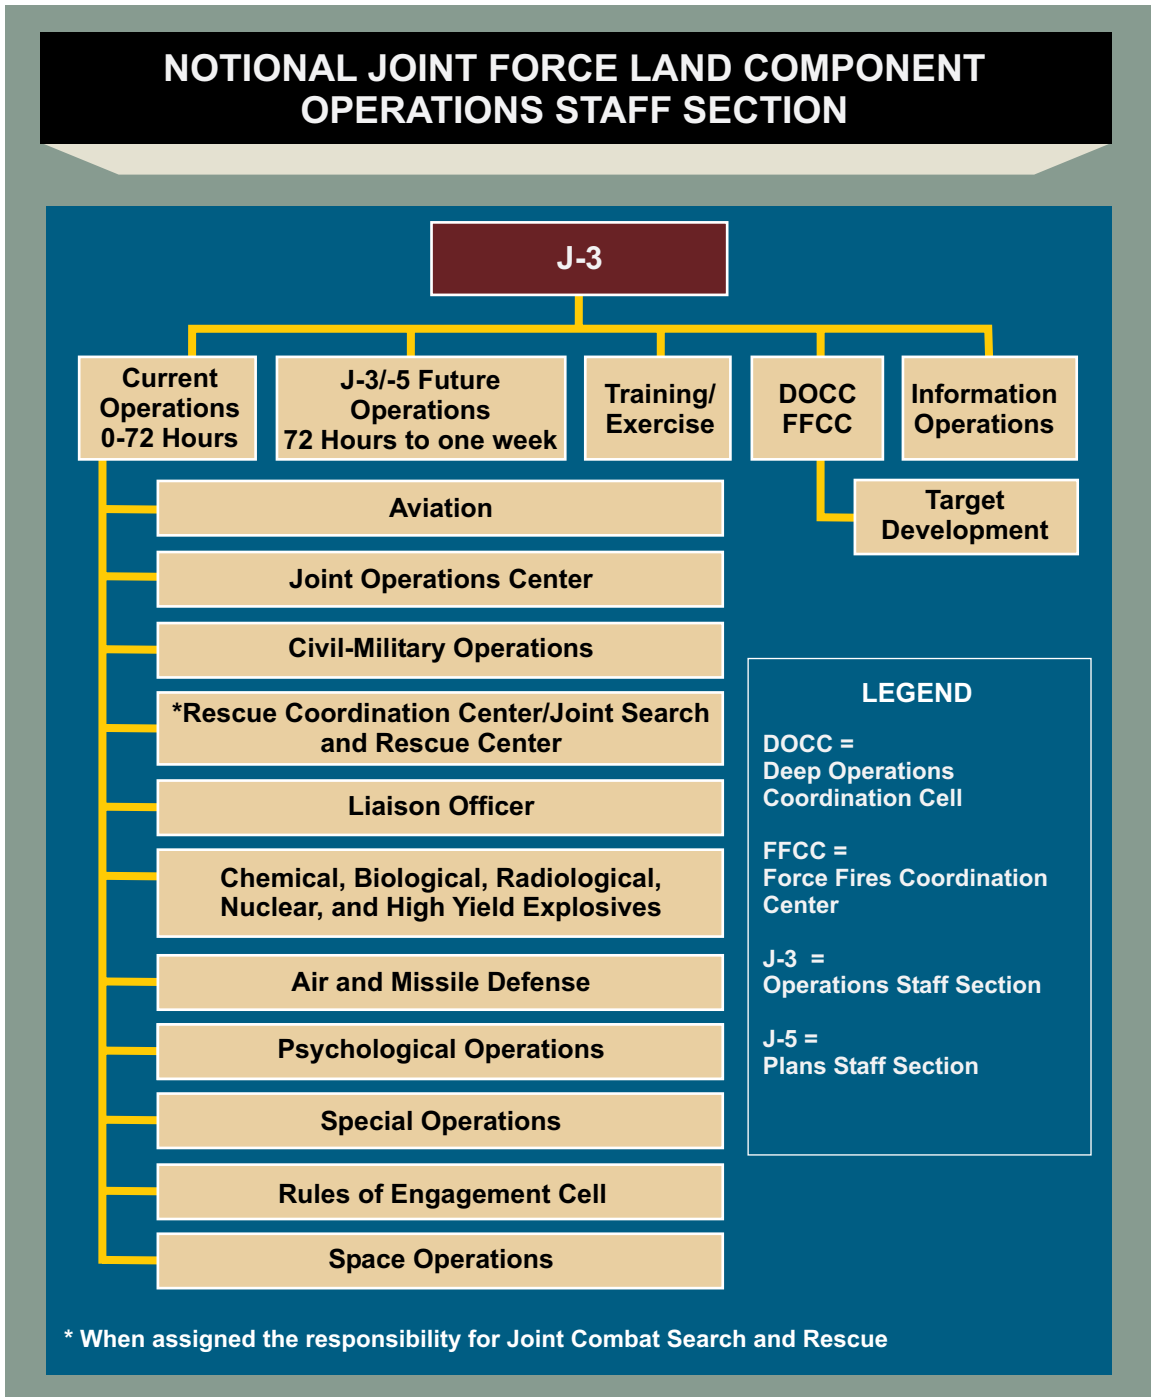 NOTIONAL JOINT FORCE LAND COMPONENT
OPERATIONS STAFF SECTION
J-3
Current
Operations
0-72 Hours
J-3/-5 Future
Operations
72 Hours to one week
Training/
Exercise
DOCC
FFCC
Information
Operations
Target
Development
Aviation
Joint Operations Center
Civil-Military Operations
*Rescue Coordination Center/Joint Search
and Rescue Center
Liaison Officer
Chemical, Biological, Radiological,
Nuclear, and High Yield Explosives
Air and Missile Defense
Psychological Operations
Special Operations
Rules of Engagement Cell
Space Operations
LEGEND
DOCC =
Deep Operations
Coordination Cell
FFCC =
Force Fires Coordination
Center
J-3 =
Operations Staff Section
J-5 =
Plans Staff Section
* When assigned the responsibility for Joint Combat Search and Rescue